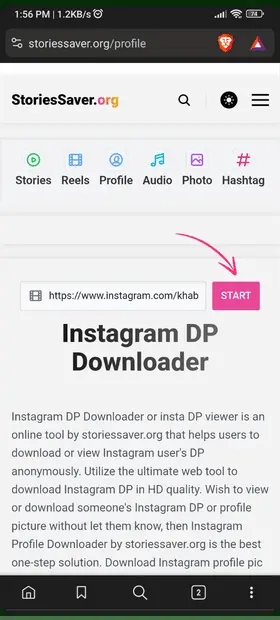 1:56 PM | 1.2KB/s
74
storiessaver.org/profile
StoriesSaver.org
Stories Reels Profile Audio Photo Hashtag
https://www.instagram.com/khab START
Instagram DP
Downloader
Instagram DP Downloader or insta DP viewer is an
online tool by storiessaver.org that helps users to
download or view Instagram user's DP
anonymously. Utilize the ultimate web tool to
download Instagram DP in HD quality. Wish to view
or download someone's Instagram DP or profile
picture without let them know, then Instagram
Profile Downloader by storiessaver.org is the best
one-step solution. Download Instagram profile pic
2